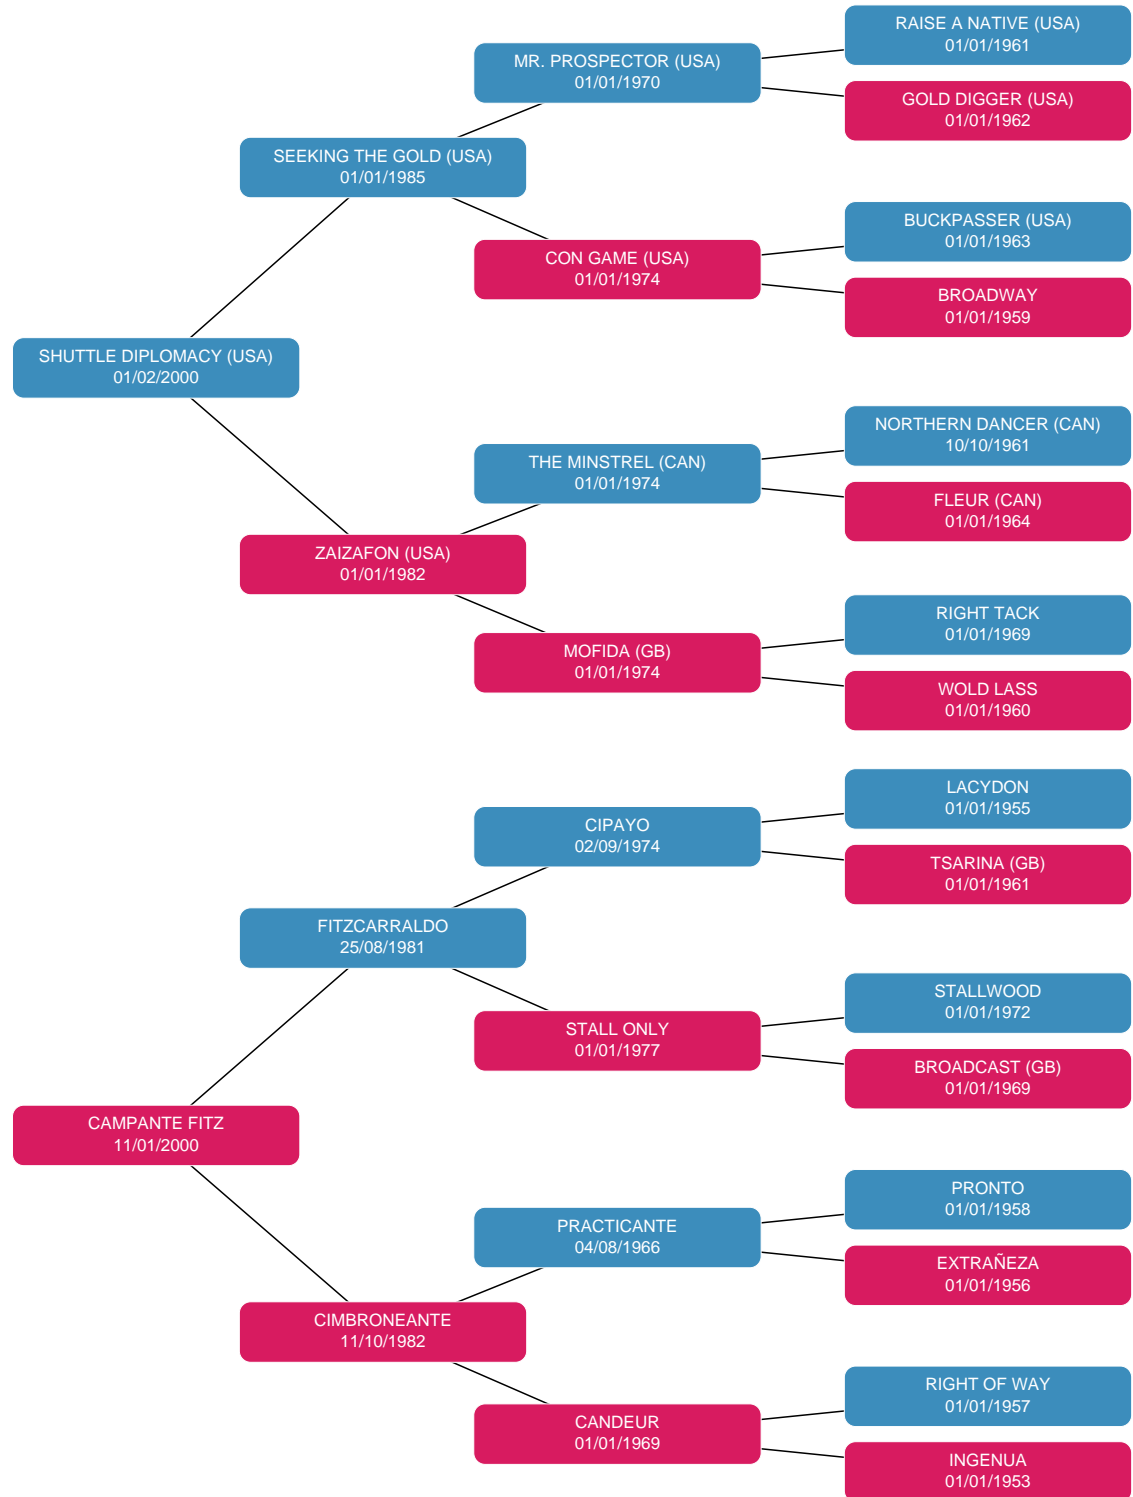 RAISE A NATIVE (USA)
01/01/1961
MR. PROSPECTOR (USA)
01/01/1970
GOLD DIGGER (USA)
01/01/1962
SEEKING THE GOLD (USA)
01/01/1985
BUCKPASSER (USA)
01/01/1963
CON GAME (USA)
01/01/1974
BROADWAY
01/01/1959
SHUTTLE DIPLOMACY (USA)
01/02/2000
NORTHERN DANCER (CAN)
10/10/1961
THE MINSTREL (CAN)
01/01/1974
FLEUR (CAN)
01/01/1964
ZAIZAFON (USA)
01/01/1982
RIGHT TACK
01/01/1969
MOFIDA (GB)
01/01/1974
WOLD LASS
01/01/1960
LACYDON
01/01/1955
CIPAYO
02/09/1974
TSARINA (GB)
01/01/1961
FITZCARRALDO
25/08/1981
STALLWOOD
01/01/1972
STALL ONLY
01/01/1977
BROADCAST (GB)
01/01/1969
CAMPANTE FITZ
11/01/2000
PRONTO
01/01/1958
PRACTICANTE
04/08/1966
EXTRAÑEZA
01/01/1956
CIMBRONEANTE
11/10/1982
RIGHT OF WAY
01/01/1957
CANDEUR
01/01/1969
INGENUA
01/01/1953